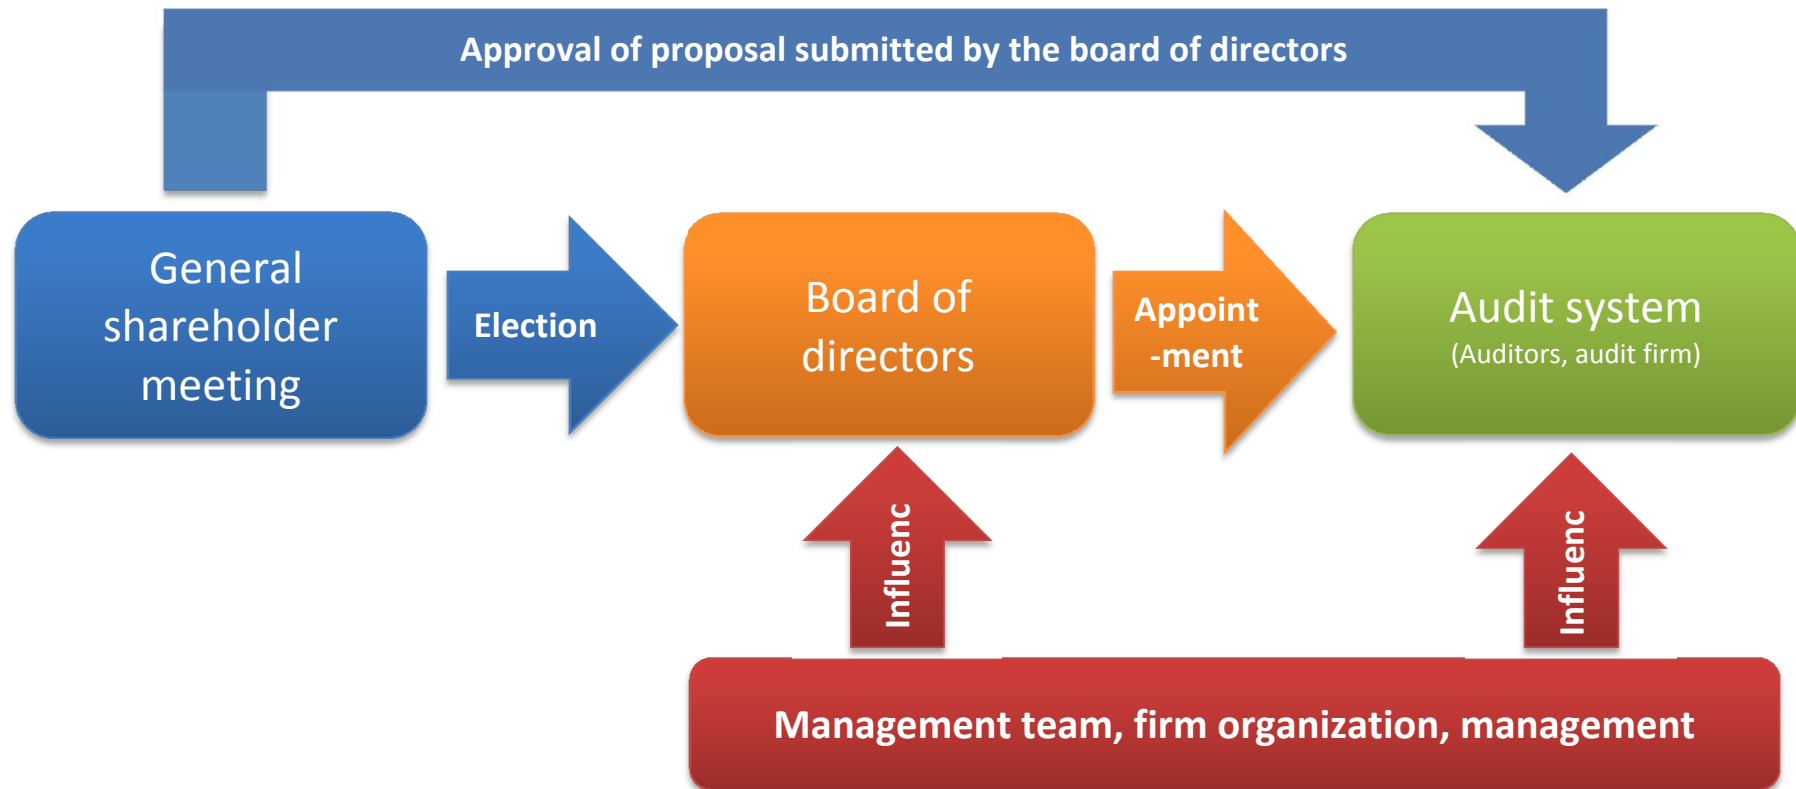 Approval of proposal submitted by the board of directors
General
shareholder
meeting
Election
Board of
directors
Appoint
-ment
Audit system
(Auditors, audit firm)
Influenc
Influenc
Management team, firm organization, management